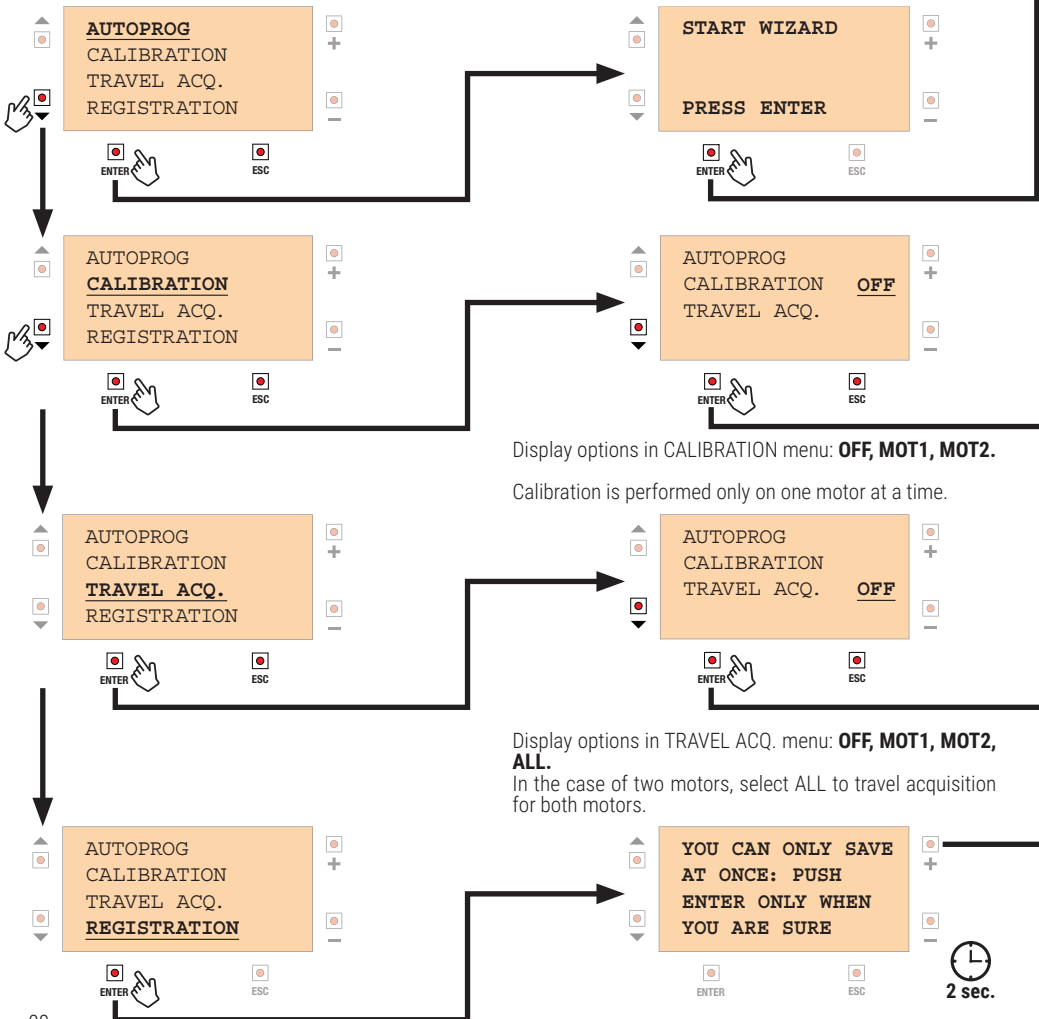 AUTOPROG
CALIBRATION
TRAVEL ACQ.
REGISTRATION
+
−
ENTER
ESC
START WIZARD
PRESS ENTER
+
−
ENTER
ESC
AUTOPROG
CALIBRATION
TRAVEL ACQ.
REGISTRATION
+
−
ENTER
ESC
AUTOPROG
CALIBRATION OFF
TRAVEL ACQ.
+
−
ENTER
ESC
Display options in CALIBRATION menu: OFF, MOT1, MOT2.
Calibration is performed only on one motor at a time.
AUTOPROG
CALIBRATION
TRAVEL ACQ.
REGISTRATION
+
−
ENTER
ESC
AUTOPROG
CALIBRATION
TRAVEL ACQ. OFF
+
−
ENTER
ESC
Display options in TRAVEL ACQ. menu: OFF, MOT1, MOT2,
ALL.
In the case of two motors, select ALL to travel acquisition
for both motors.
AUTOPROG
CALIBRATION
TRAVEL ACQ.
REGISTRATION
+
−
ENTER
ESC
YOU CAN ONLY SAVE
AT ONCE: PUSH
ENTER ONLY WHEN
YOU ARE SURE
+
−
ENTER
ESC
2 sec.